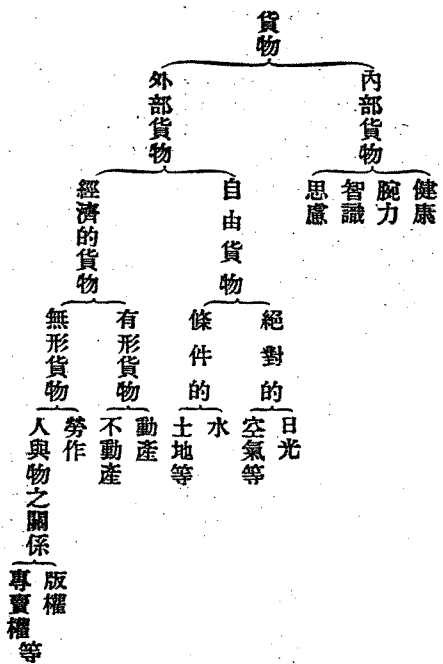 貨物
內部貨物
健康
腕力
智識
思慮
外部貨物
自由貨物
絕對的
日光
空氣等
條件的
水
土地等
經濟的貨物
有形貨物
動產
不動產
無形貨物
勞作
人與物之關係
版權
專賣權
等